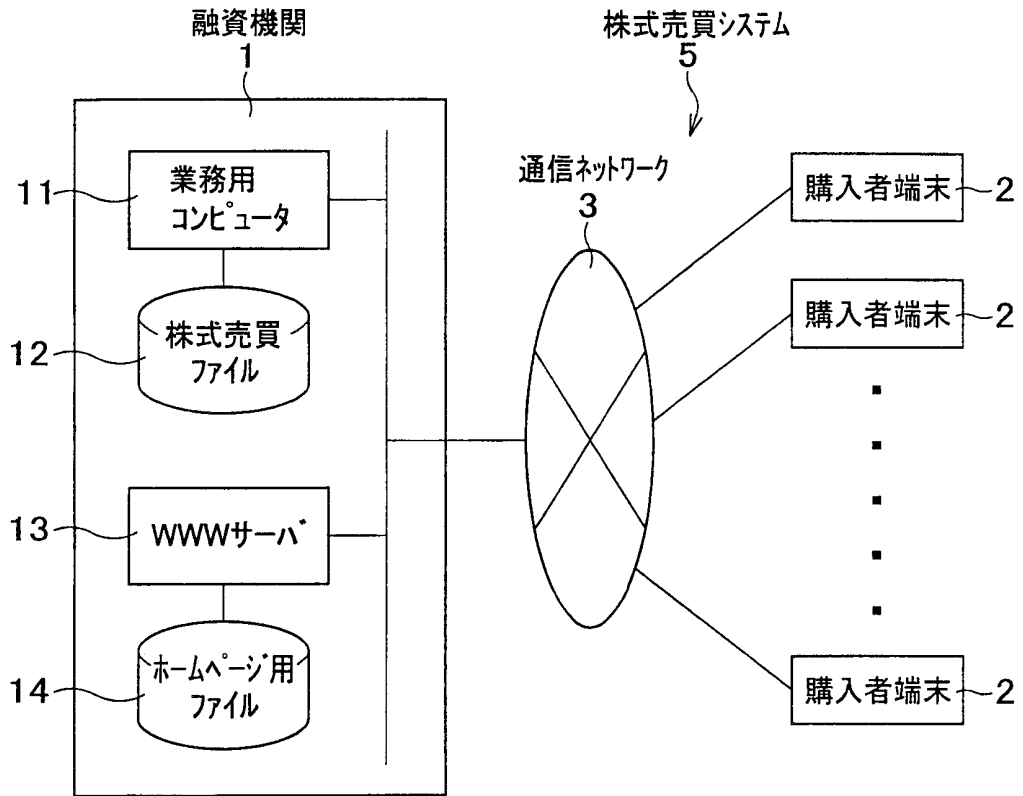 融資機関
1
株式売買システム
5
11
業務用
コンピュータ
12
株式売買
ファイル
13
WWWサーバ
14
ホームページ用
ファイル
通信ネットワーク
3
購入者端末 2
購入者端末 2
購入者端末 2